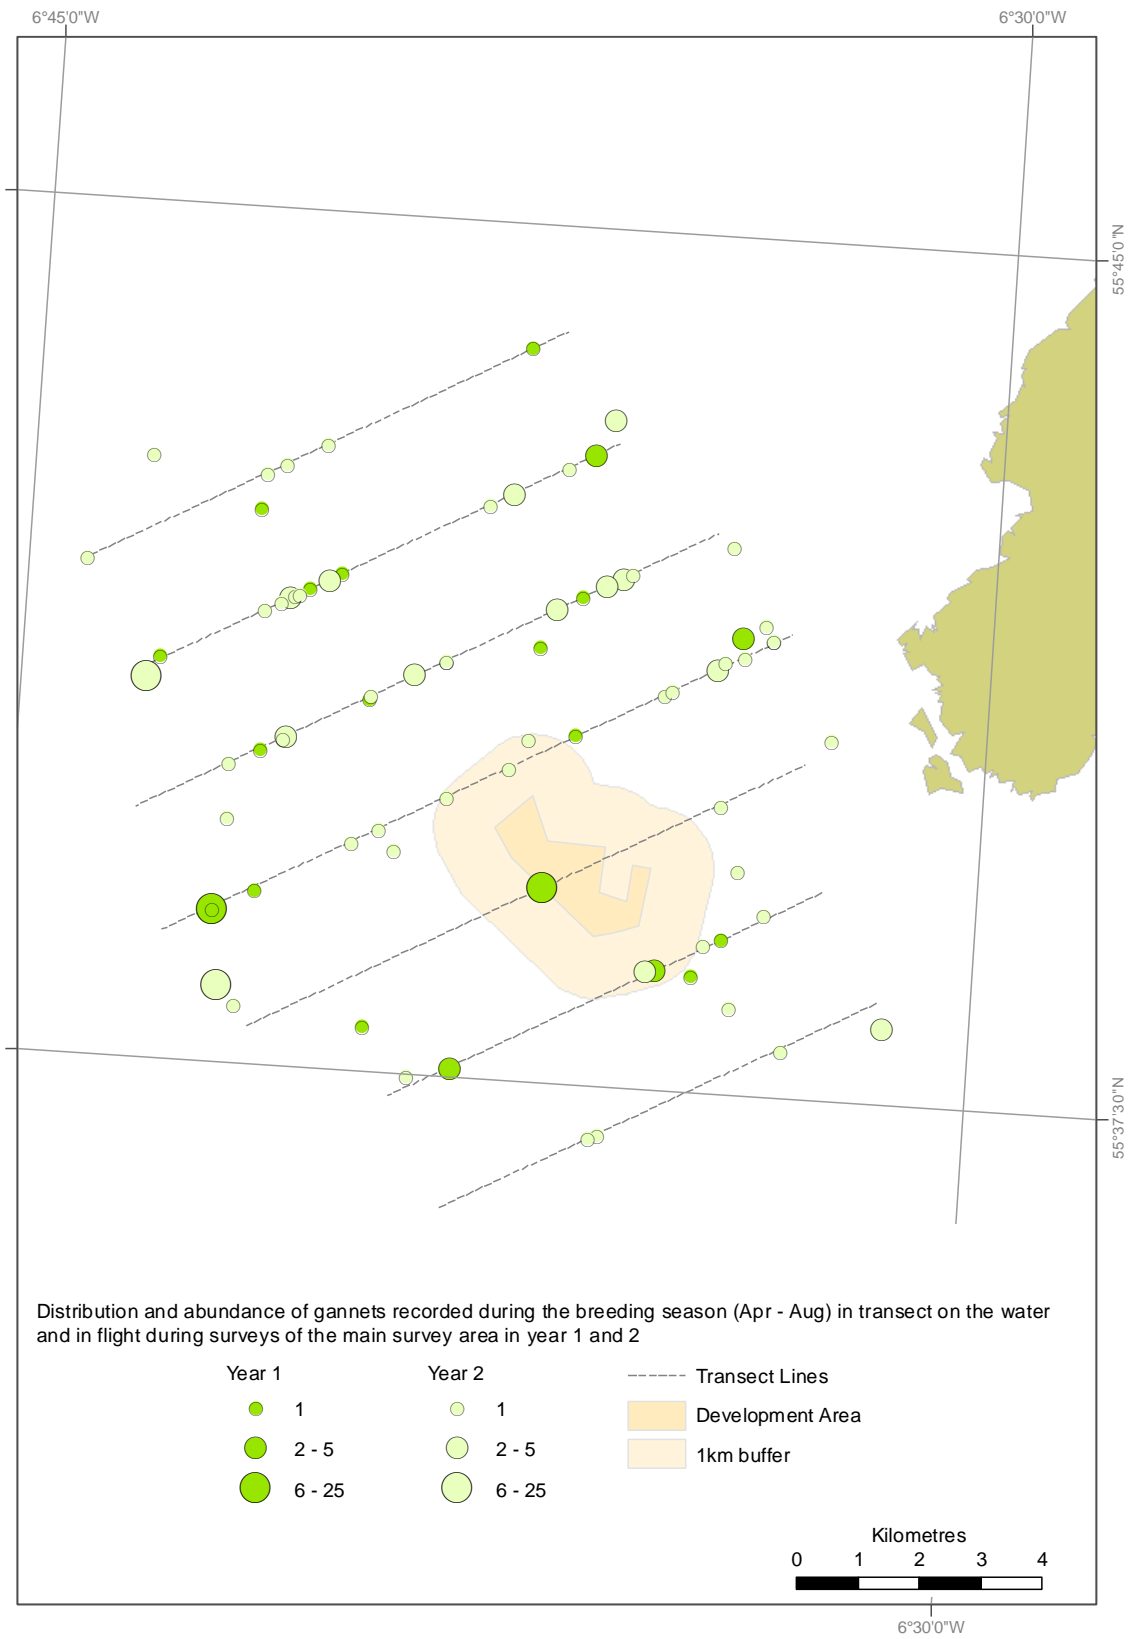 6°45'0"W 6°30'0"W
55°45'0"N
55°37'30"N
Distribution and abundance of gannets recorded during the breeding season (Apr - Aug) in transect on the water
and in flight during surveys of the main survey area in year 1 and 2
Year 1 Year 2
1 1 Transect Lines
2 - 5 2 - 5 Development Area
6 - 25 6 - 25 1km buffer
Kilometres
0 1 2 3 4
6°30'0"W